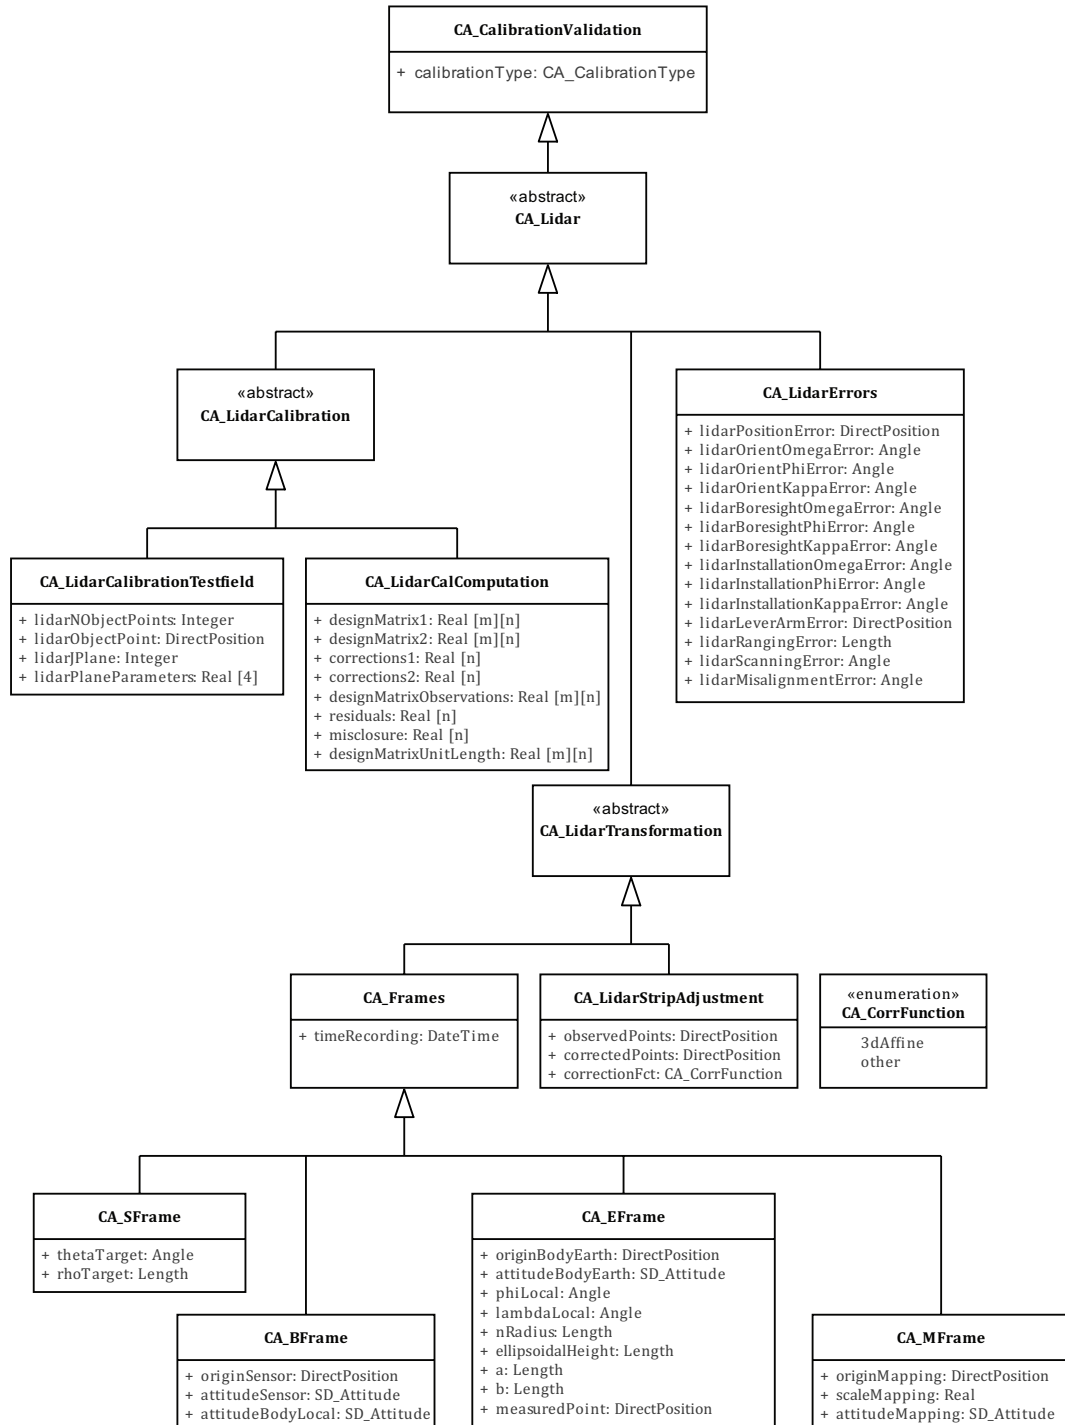 CA_CalibrationValidation
+ calibrationType: CA_CalibrationType
«abstract»
CA_Lidar
«abstract»
CA_LidarCalibration
CA_LidarErrors
+ lidarPositionError: DirectPosition
+ lidarOrientOmegaError: Angle
+ lidarOrientPhiError: Angle
+ lidarOrientKappaError: Angle
+ lidarBoresightOmegaError: Angle
+ lidarBoresightPhiError: Angle
+ lidarBoresightKappaError: Angle
+ lidarInstallationOmegaError: Angle
+ lidarInstallationPhiError: Angle
+ lidarInstallationKappaError: Angle
+ lidarLeverArmError: DirectPosition
+ lidarRangingError: Length
+ lidarScanningError: Angle
+ lidarMisalignmentError: Angle
CA_LidarCalibrationTestfield
+ lidarNObjectPoints: Integer
+ lidarObjectPoint: DirectPosition
+ lidarJPlane: Integer
+ lidarPlaneParameters: Real [4]
CA_LidarCalComputation
+ designMatrix1: Real [m][n]
+ designMatrix2: Real [m][n]
+ corrections1: Real [n]
+ corrections2: Real [n]
+ designMatrixObservations: Real [m][n]
+ residuals: Real [n]
+ misclosure: Real [n]
+ designMatrixUnitLength: Real [m][n]
«abstract»
CA_LidarTransformation
CA_Frames
+ timeRecording: DateTime
CA_LidarStripAdjustment
+ observedPoints: DirectPosition
+ correctedPoints: DirectPosition
+ correctionFct: CA_CorrFunction
«enumeration»
CA_CorrFunction
3dAffine
other
CA_SFrame
+ thetaTarget: Angle
+ rhoTarget: Length
CA_BFrame
+ originSensor: DirectPosition
+ attitudeSensor: SD_Attitude
+ attitudeBodyLocal: SD_Attitude
CA_EFrame
+ originBodyEarth: DirectPosition
+ attitudeBodyEarth: SD_Attitude
+ phiLocal: Angle
+ lambdaLocal: Angle
+ nRadius: Length
+ ellipsoidalHeight: Length
+ a: Length
+ b: Length
+ measuredPoint: DirectPosition
CA_MFrame
+ originMapping: DirectPosition
+ scaleMapping: Real
+ attitudeMapping: SD_Attitude